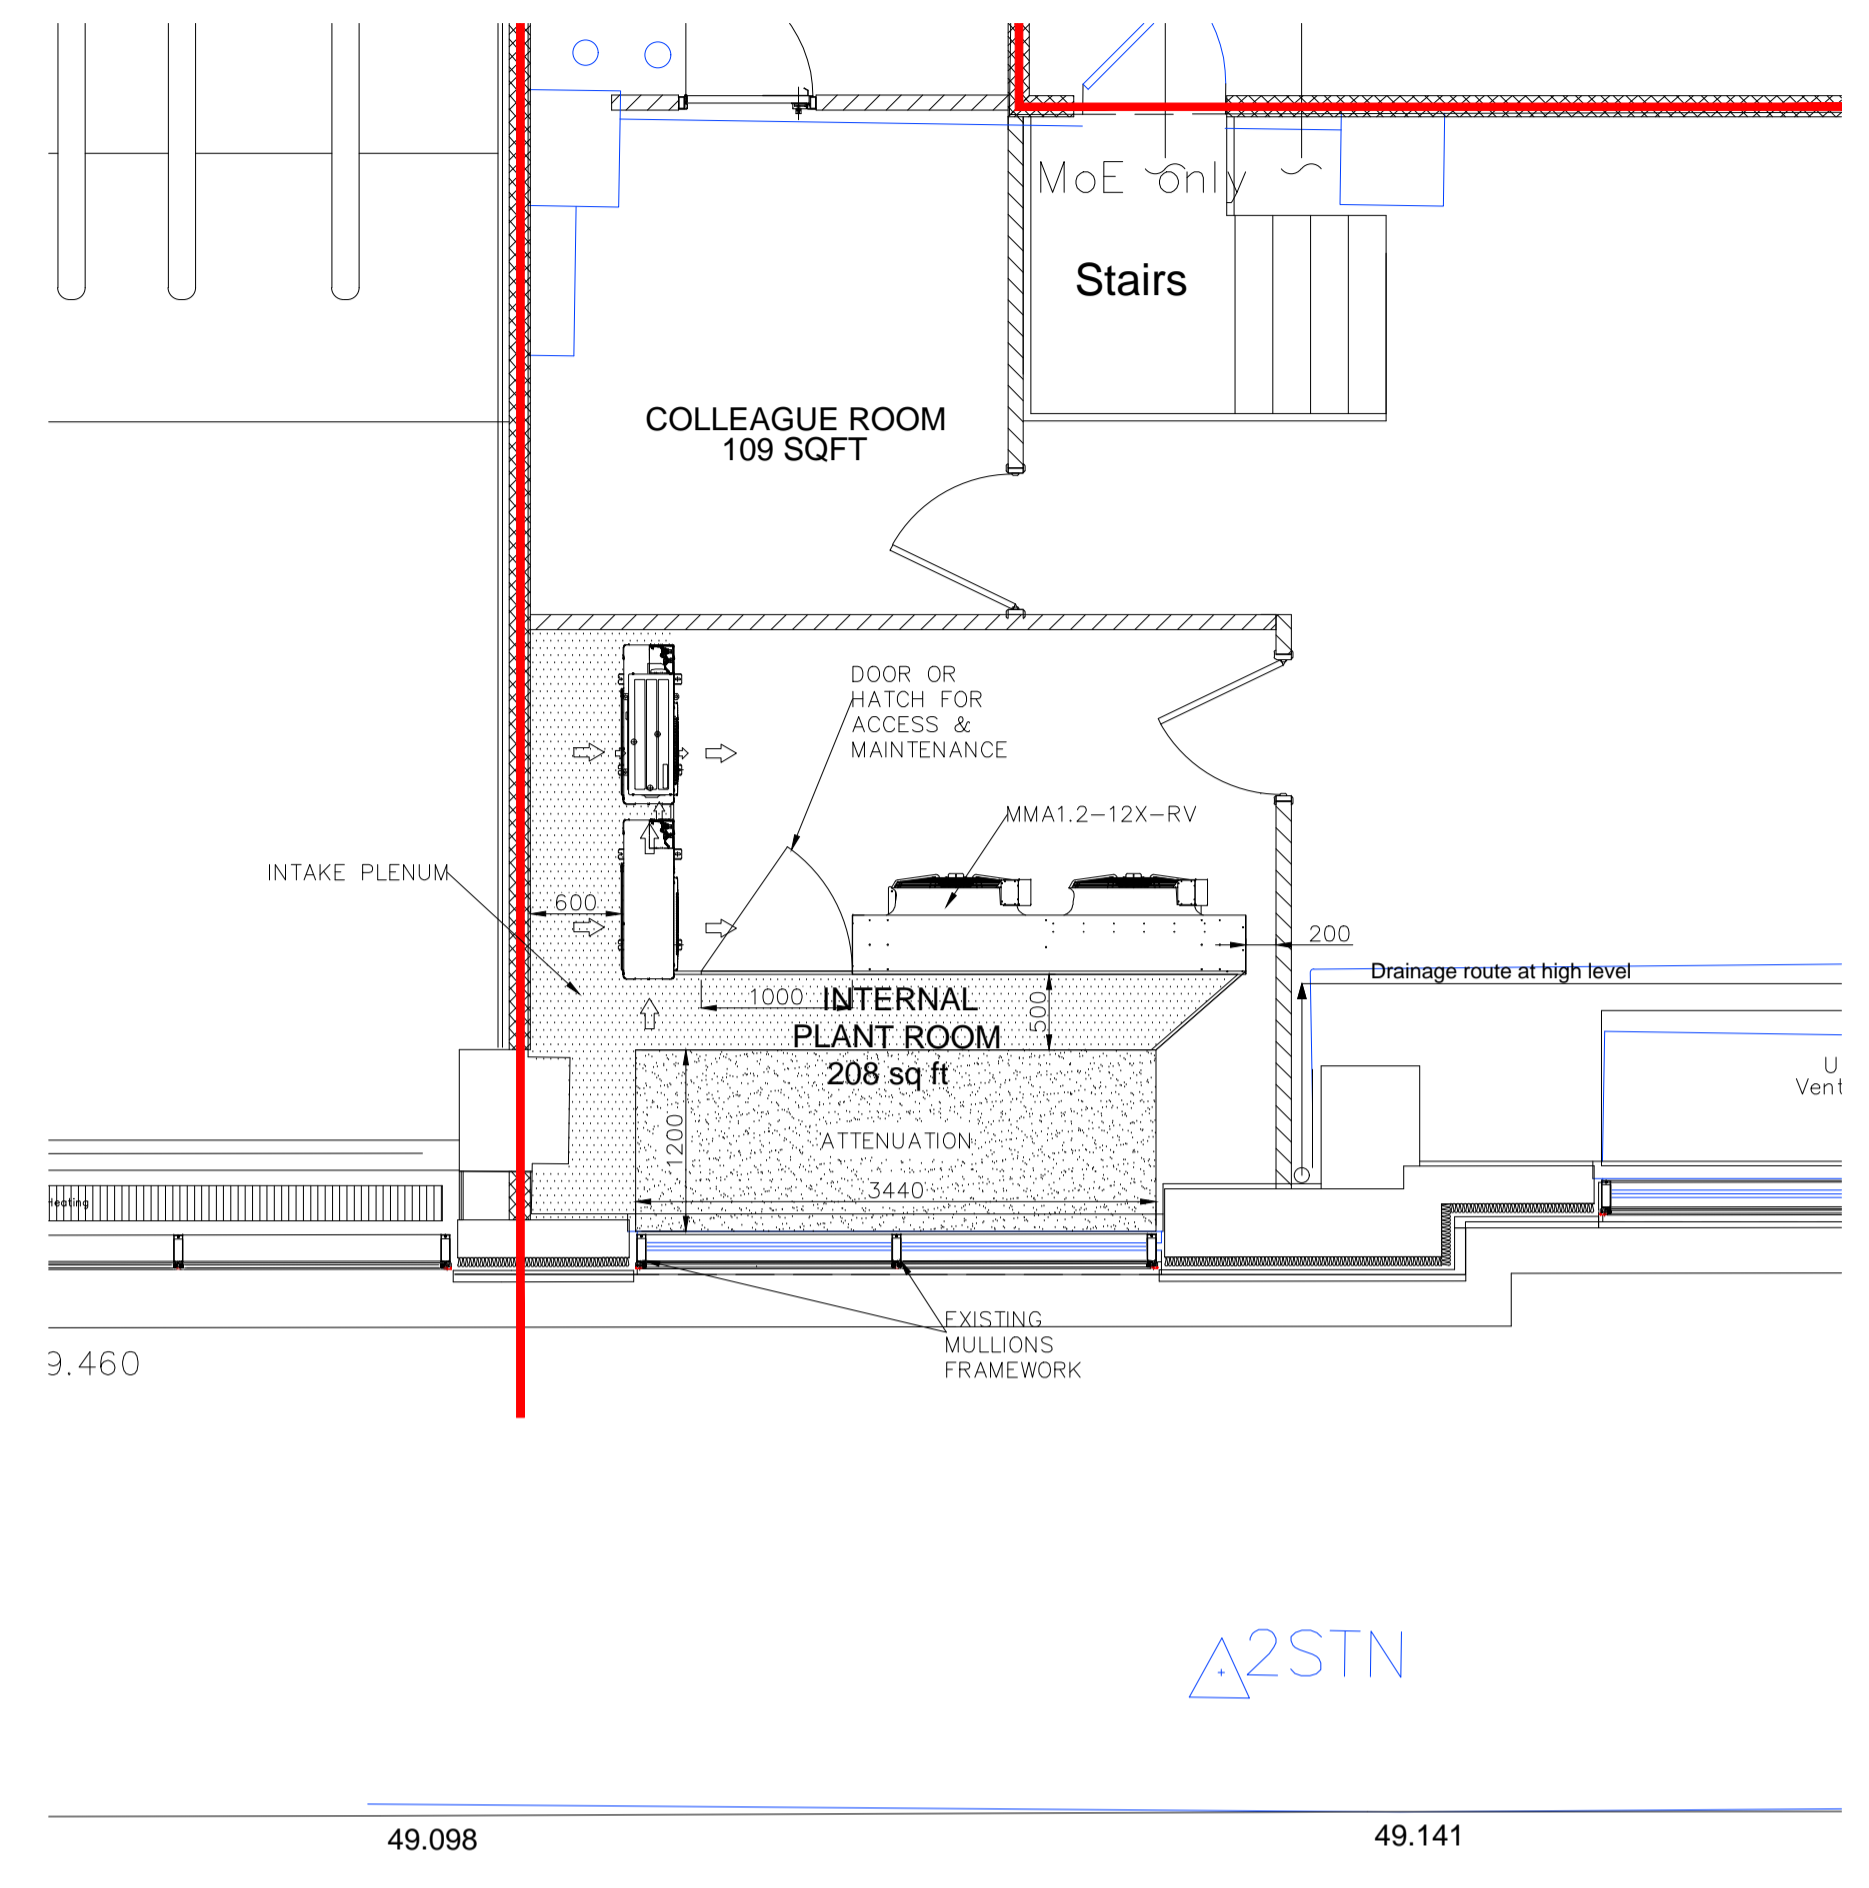 MoE only
Stairs
COLLEAGUE ROOM
109 SQFT
DOOR OR
HATCH FOR
ACCESS &
MAINTENANCE
MMA1.2-12X-RV
INTAKE PLENUM
600
200
Drainage route at high level
1000
INTERNAL
PLANT ROOM
208 sq ft
500
U
Vent
1200
ATTENUATION
3440
Heating
EXISTING
MULLIONS
FRAMEWORK
9.460
2STN
49.098
49.141